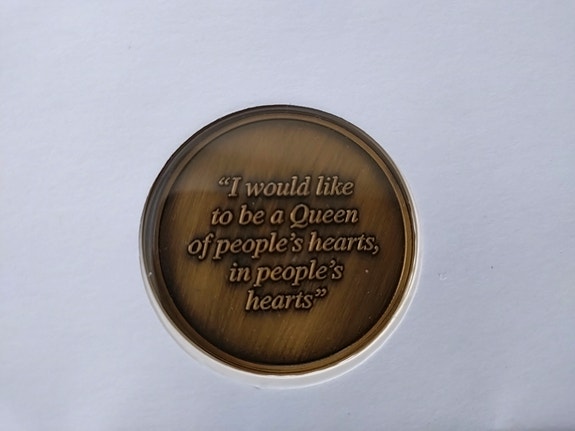 “I would like
to be a Queen
of people’s hearts,
in people’s
hearts”